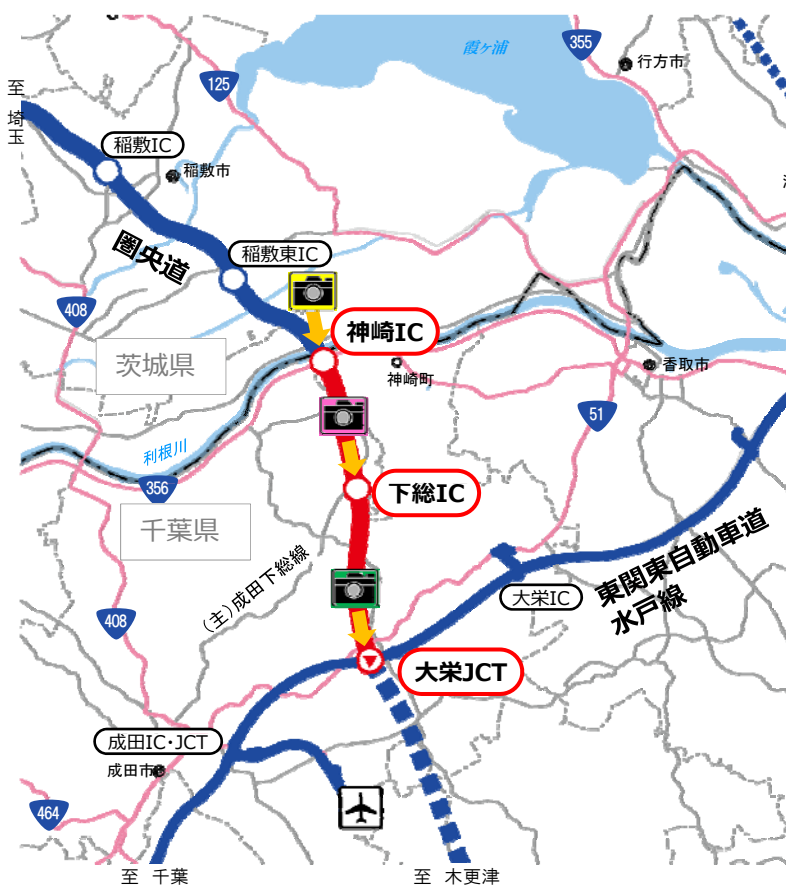 霞ヶ浦
355
行方市
125
至
埼玉
稲敷IC
稲敷市
圏央道
稲敷東IC
408
神崎IC
茨城県
神崎町
香取市
51
利根川
356
下総IC
千葉県
(主)成田下総線
東関東自動車道
水戸線
大栄IC
408
大栄JCT
成田IC・JCT
成田市
464
至 千葉
至 木更津